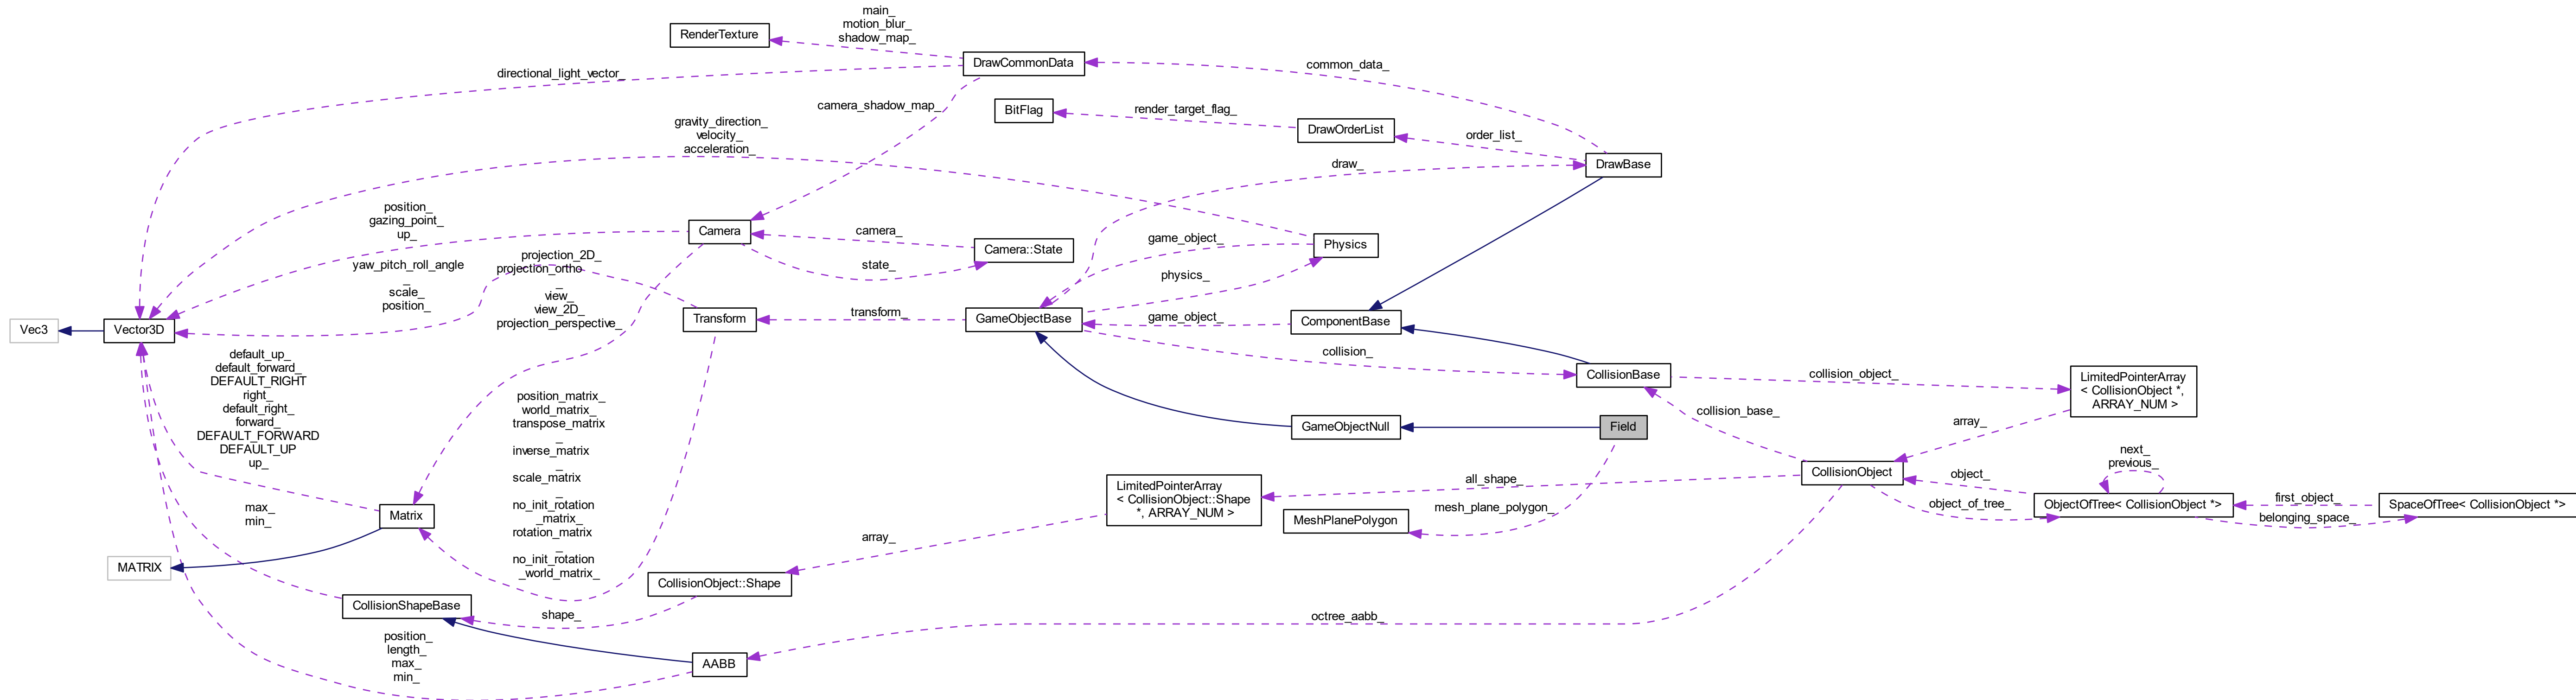 main_
motion_blur_
shadow_map_
RenderTexture
DrawCommonData
directional_light_vector_
common_data_
camera_shadow_map_
BitFlag
render_target_flag_
DrawOrderList
order_list_
gravity_direction_
velocity_
acceleration_
draw_
DrawBase
position_
gazing_point_
up_
Camera
camera_
Camera::State
state_
game_object_
Physics
physics_
yaw_pitch_roll_angle
_
scale_
position_
projection_2D_
projection_ortho
_
view_
view_2D_
projection_perspective_
Vec3
Vector3D
Transform
transform_
GameObjectBase
game_object_
ComponentBase
collision_
CollisionBase
collision_object_
LimitedPointerArray
< CollisionObject *,
ARRAY_NUM >
default_up_
default_forward_
DEFAULT_RIGHT
right_
default_right_
forward_
DEFAULT_FORWARD
DEFAULT_UP
up_
position_matrix_
world_matrix_
transpose_matrix
_
inverse_matrix
_
scale_matrix
_
no_init_rotation
_matrix_
rotation_matrix
_
no_init_rotation
_world_matrix_
GameObjectNull
Field
collision_base_
array_
CollisionObject
next_
previous_
object_
object_of_tree_
ObjectOfTree< CollisionObject *>
first_object_
belonging_space_
SpaceOfTree< CollisionObject *>
all_shape_
LimitedPointerArray
< CollisionObject::Shape
*, ARRAY_NUM >
MeshPlanePolygon
mesh_plane_polygon_
max_
min_
Matrix
MATRIX
array_
CollisionObject::Shape
CollisionShapeBase
shape_
octree_aabb_
position_
length_
max_
min_
AABB